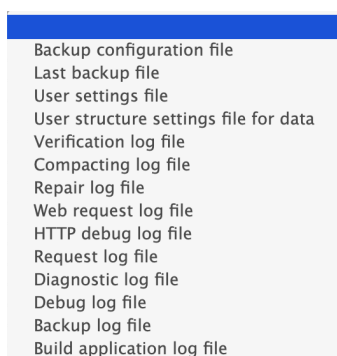 Backup configuration file
Last backup file
User settings file
User structure settings file for data
Verification log file
Compacting log file
Repair log file
Web request log file
HTTP debug log file
Request log file
Diagnostic log file
Debug log file
Backup log file
Build application log file